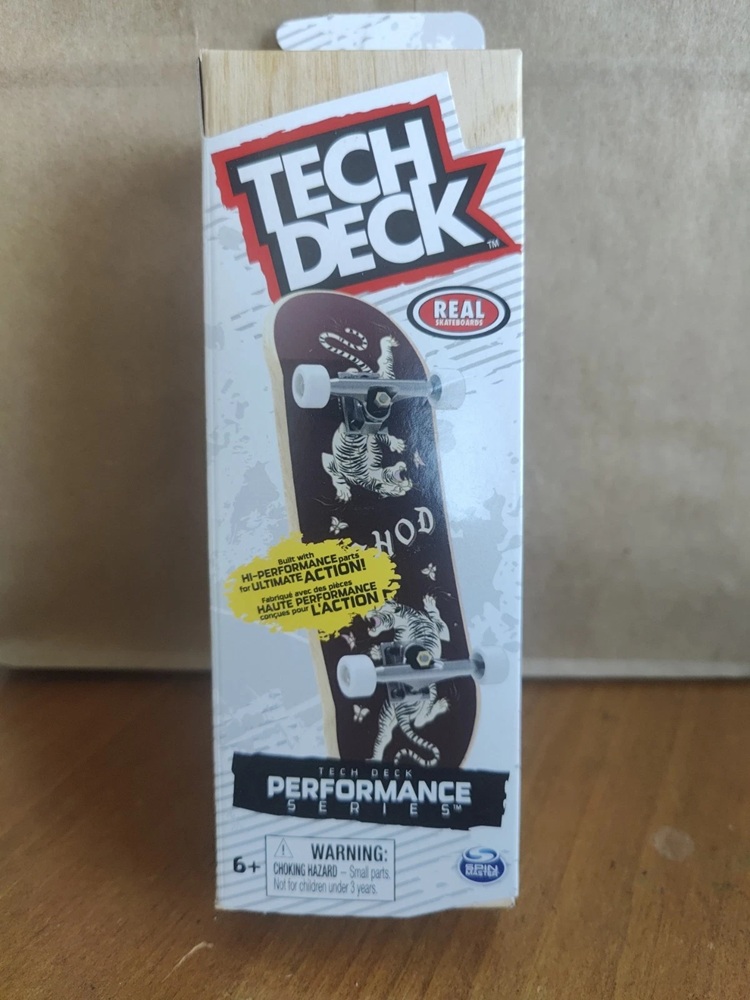 TECH
DECK™
REAL
SKATEBOARDS
HOD
Built with
HI-PERFORMANCE parts
for ULTIMATE ACTION!
Fabriqué avec des pièces
HAUTE PERFORMANCE
conçues pour L'ACTION!
TECH DECK
PERFORMANCE
SERIES™
6+
WARNING:
CHOKING HAZARD – Small parts.
Not for children under 3 years.
SPIN
MASTER